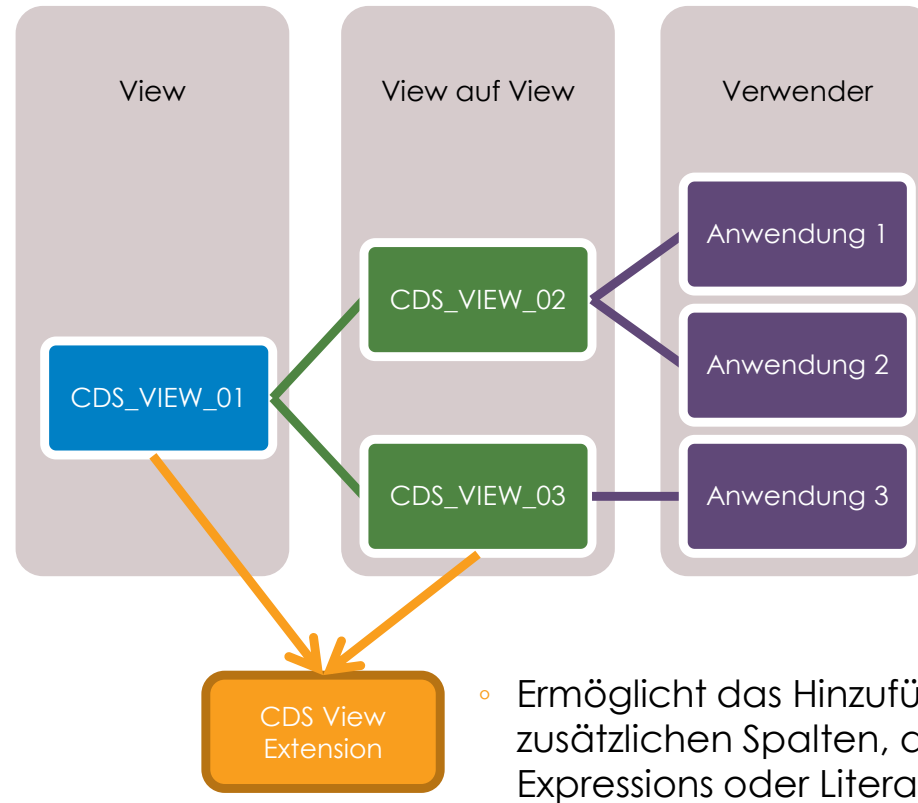 View
View auf View
Verwender
Anwendung 1
CDS_VIEW_02
Anwendung 2
CDS_VIEW_01
CDS_VIEW_03
Anwendung 3
CDS View
Extension
◦ Ermöglicht das
zusätzlichen Spalten,
Expressions oder